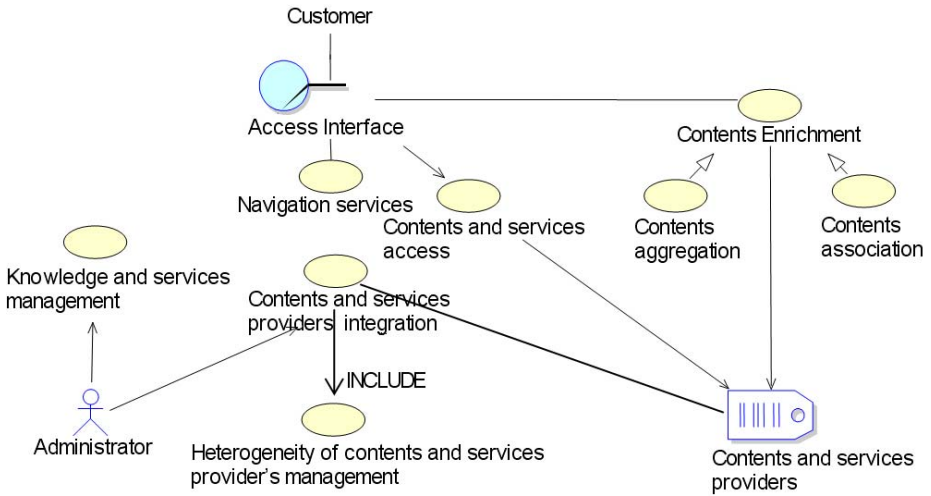 Customer
Access Interface
Contents Enrichment
Navigation services
Contents and services
access
Contents
aggregation
Contents
association
Knowledge and services
management
Contents and services
providers integration
INCLUDE
Administrator
Heterogeneity of contents and services
provider's management
Contents and services
providers